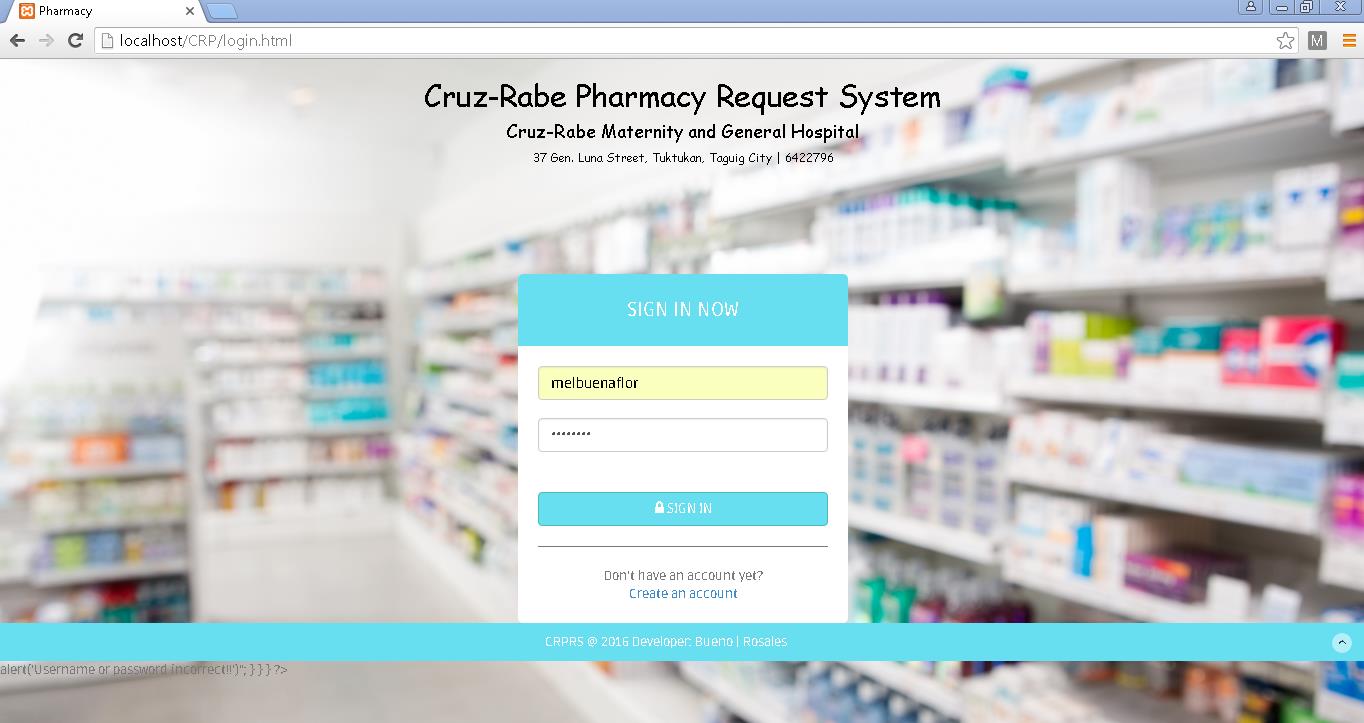 Pharmacy
localhost/CRP/login.html
M
Cruz-Rabe Pharmacy Request System
Cruz-Rabe Maternity and General Hospital
37 Gen. Luna Street, Tuktukan, Taguig City | 6422796
SIGN IN NOW
melbuenaflor
••••••••
SIGN IN
Don't have an account yet?
Create an account
CRPRS @ 2016 Developer: Bueno | Rosales
alert('Username or password incorrect!!')"; } } } ?>